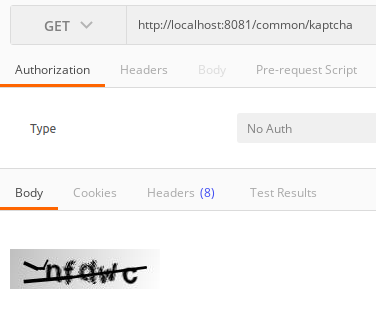 GET http://localhost:8081/common/kaptcha
Authorization Headers Body Pre-request Script
Type No Auth
Body Cookies Headers (8) Test Results